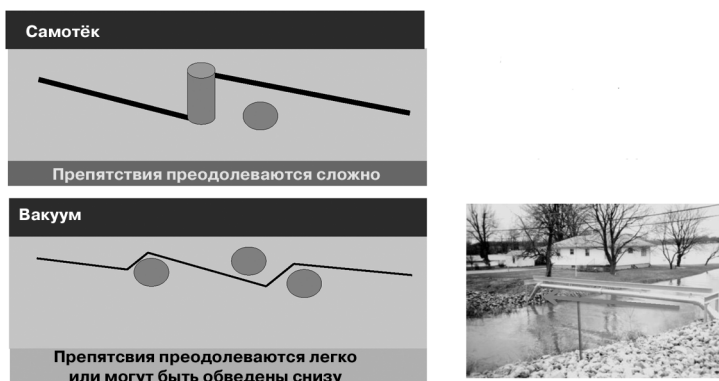 Самотёк
Препятствия преодолеваются сложно
Вакуум
Препятсвия преодолеваются легко
или могут быть обведены снизу